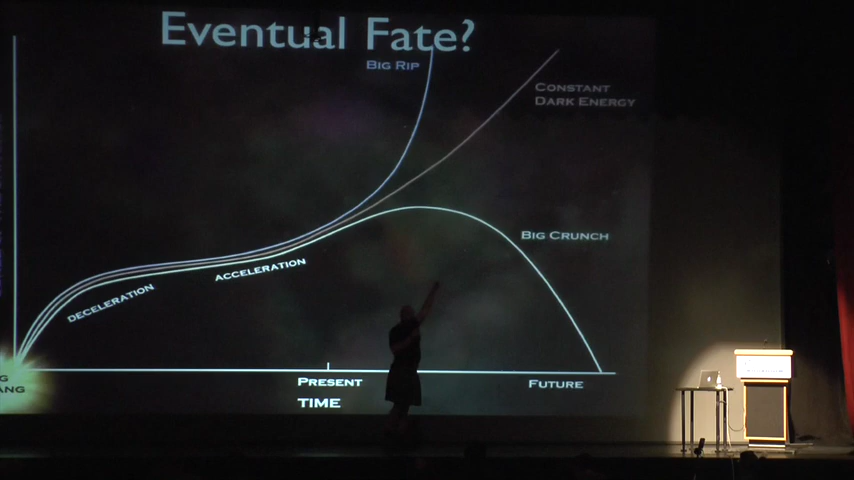 Eventual Fate?
BIG RIP
CONSTANT
DARK ENERGY
BIG CRUNCH
ACCELERATION
DECELERATION
PRESENT
FUTURE
TIME